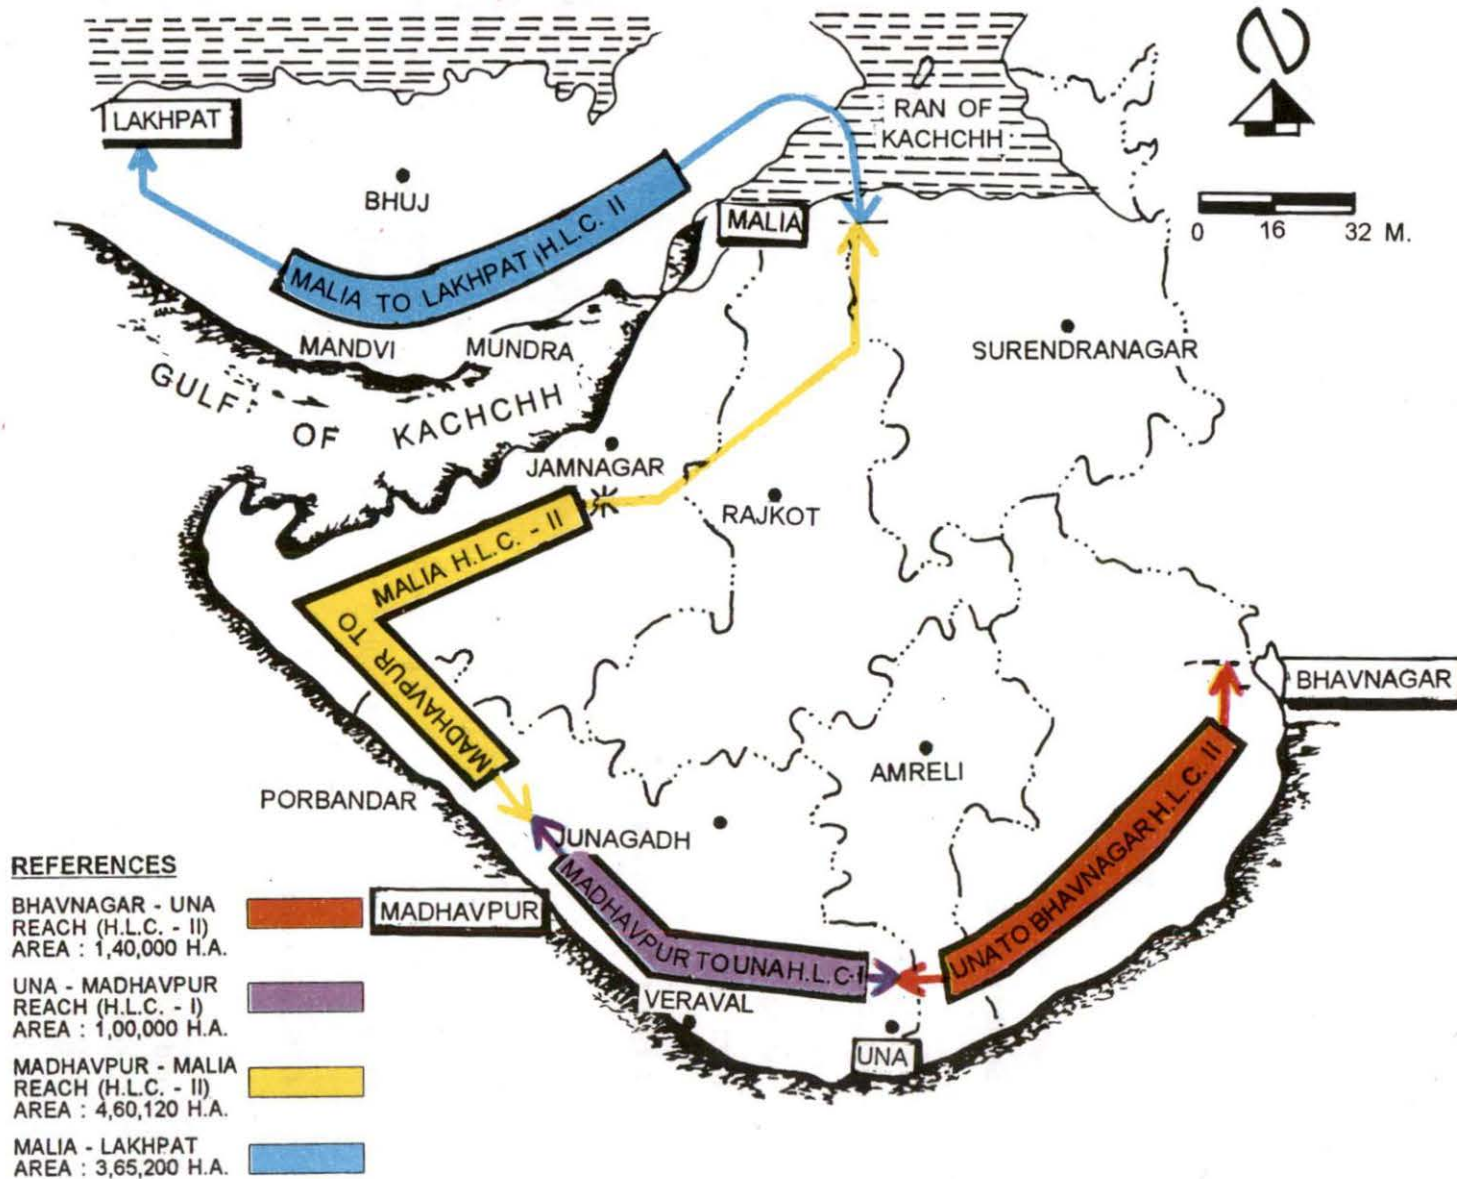 LAKHPAT
RAN OF
KACHCHH
BHUJ
MALIA
0 16 32 M.
MALIA TO LAKHPAT H.L.C. II
MANDVI
MUNDRA
SURENDRANAGAR
GULF OF KACHCHH
JAMNAGAR
RAJKOT
MADHAVPUR TO MALIA H.L.C. - II
BHAVNAGAR
AMRELI
PORBANDAR
JUNAGADH
UNA TO BHAVNAGAR H.L.C. II
MADHAVPUR TO UNA H.L.C-I
MADHAVPUR
VERAVAL
UNA
REFERENCES
BHAVNAGAR - UNA
REACH (H.L.C. - II)
AREA : 1,40,000 H.A.
UNA - MADHAVPUR
REACH (H.L.C. - I)
AREA : 1,00,000 H.A.
MADHAVPUR - MALIA
REACH (H.L.C. - II)
AREA : 4,60,120 H.A.
MALIA - LAKHPAT
AREA : 3,65,200 H.A.